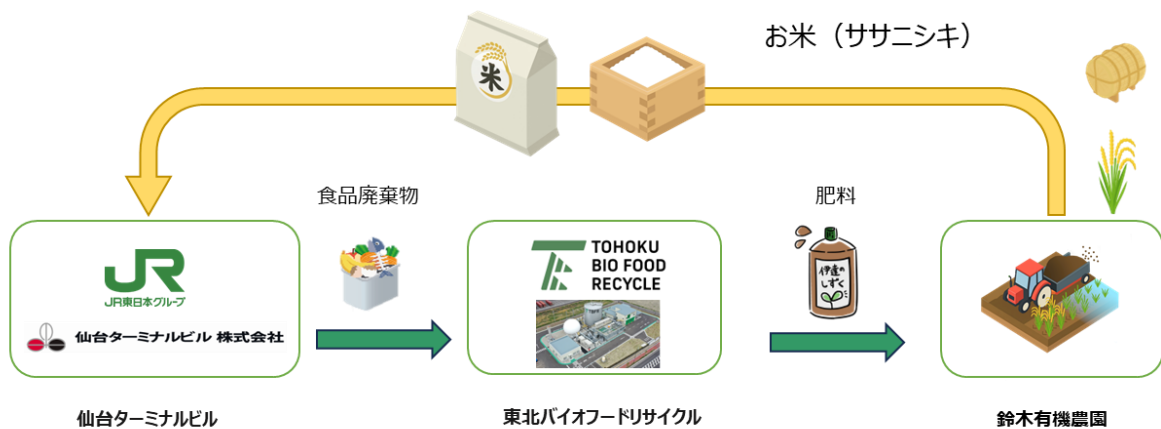 お米（ササニシキ）
米
食品廃棄物
肥料
JR
JR東日本グループ
仙台ターミナルビル 株式会社
TOHOKU
BIO FOOD
RECYCLE
伊達の
しずく
仙台ターミナルビル
東北バイオフードリサイクル
鈴木有機農園